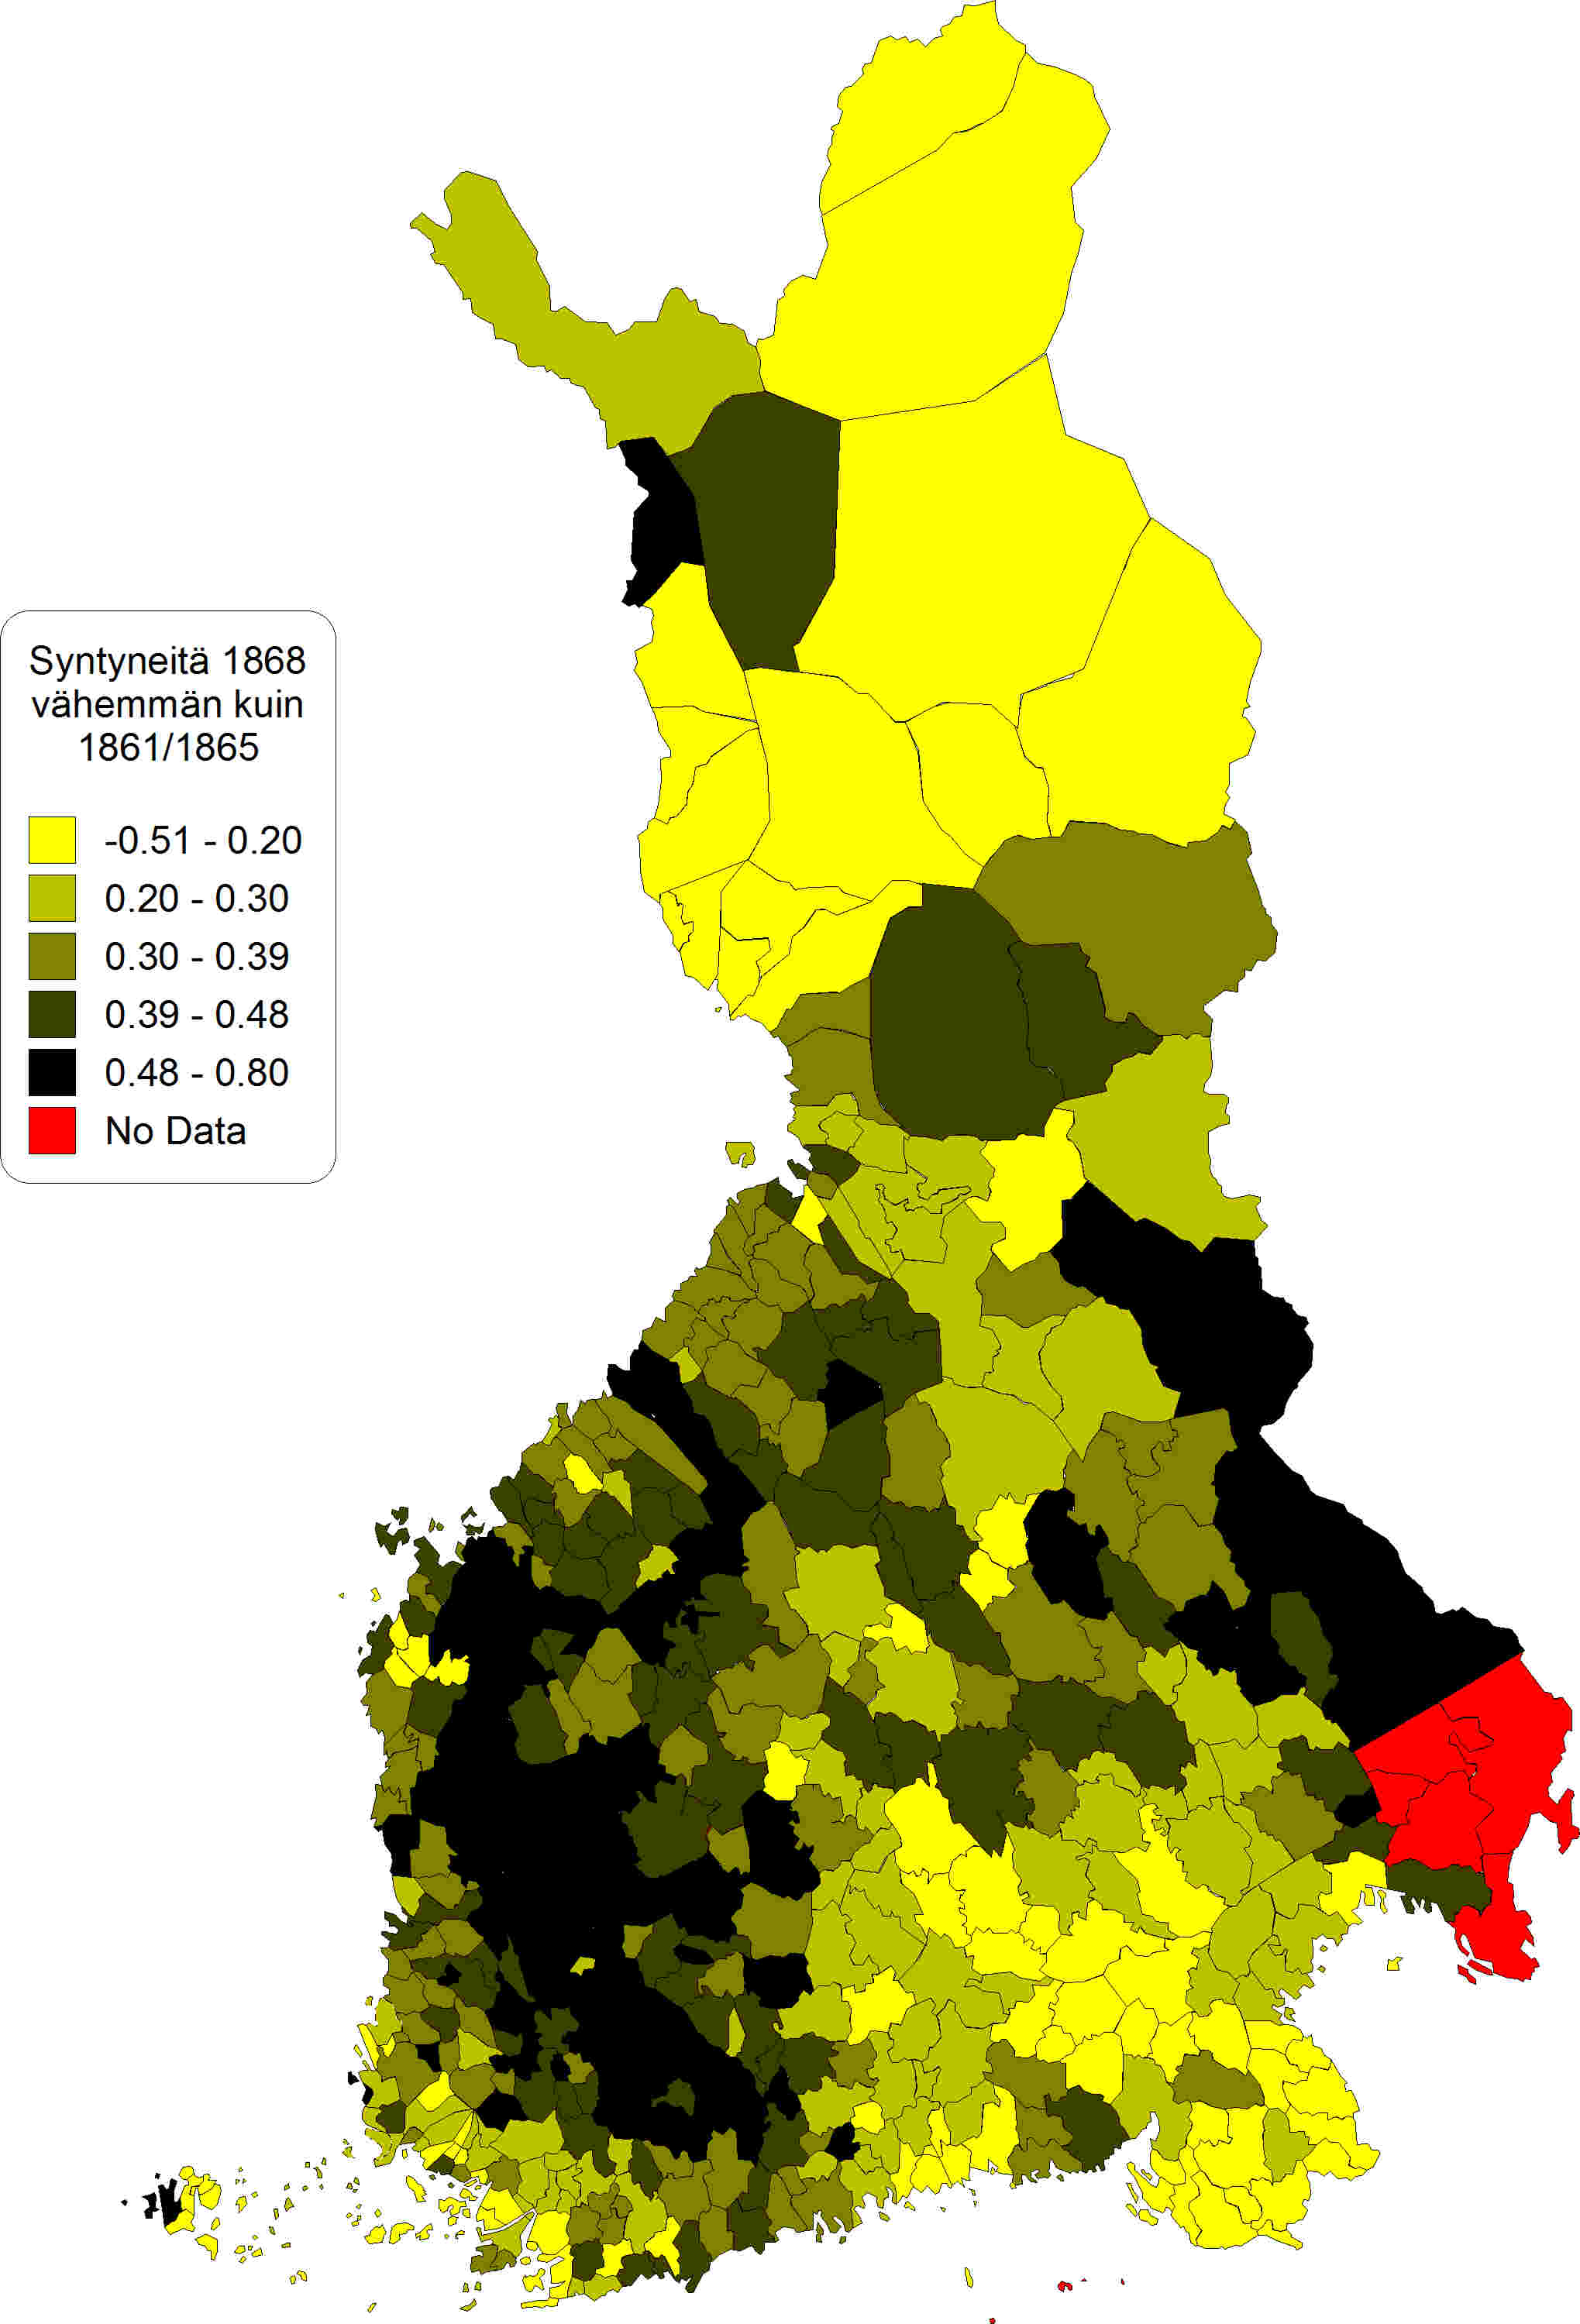 Syntyneitä 1868
vähemmän kuin
1861/1865
-0.51 - 0.20
0.20 - 0.30
0.30 - 0.39
0.39 - 0.48
0.48 - 0.80
No Data